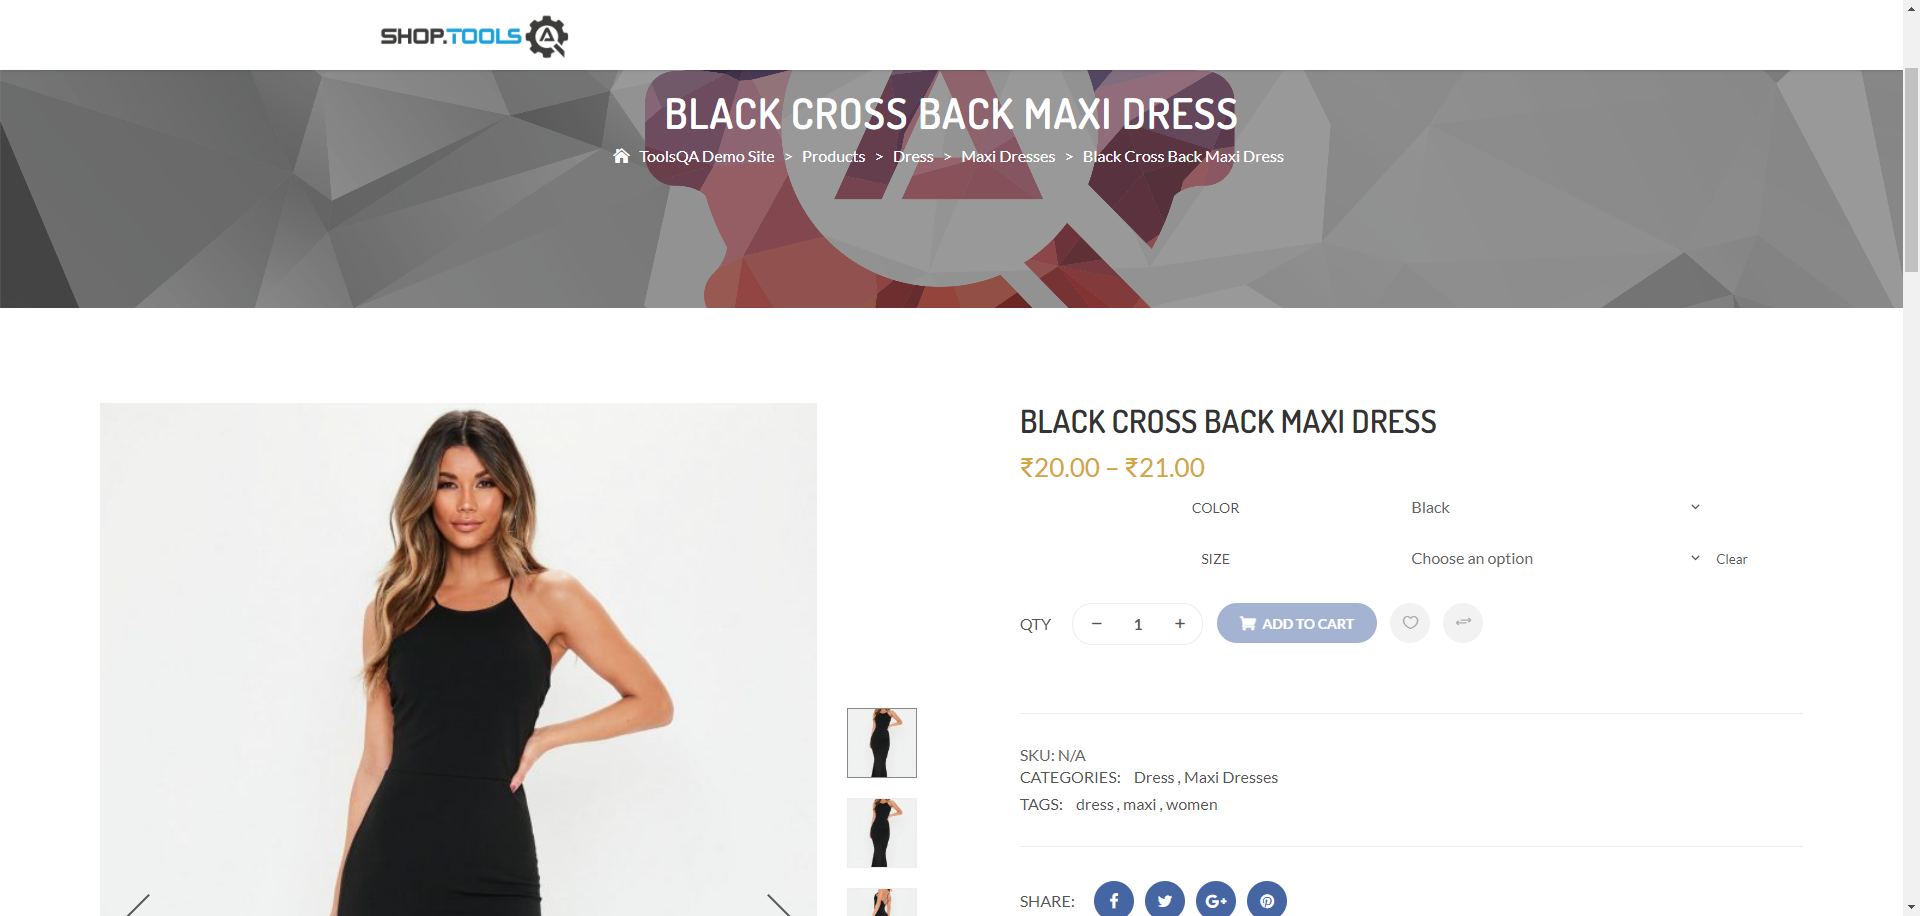 SHOP.TOOLS
BLACK CROSS BACK MAXI DRESS
ToolsQA Demo Site > Products > Dress > Maxi Dresses > Black Cross Back Maxi Dress
BLACK CROSS BACK MAXI DRESS
₹20.00 – ₹21.00
COLOR Black
SIZE Choose an option Clear
QTY − 1 + ADD TO CART
SKU: N/A
CATEGORIES: Dress , Maxi Dresses
TAGS: dress , maxi , women
SHARE: